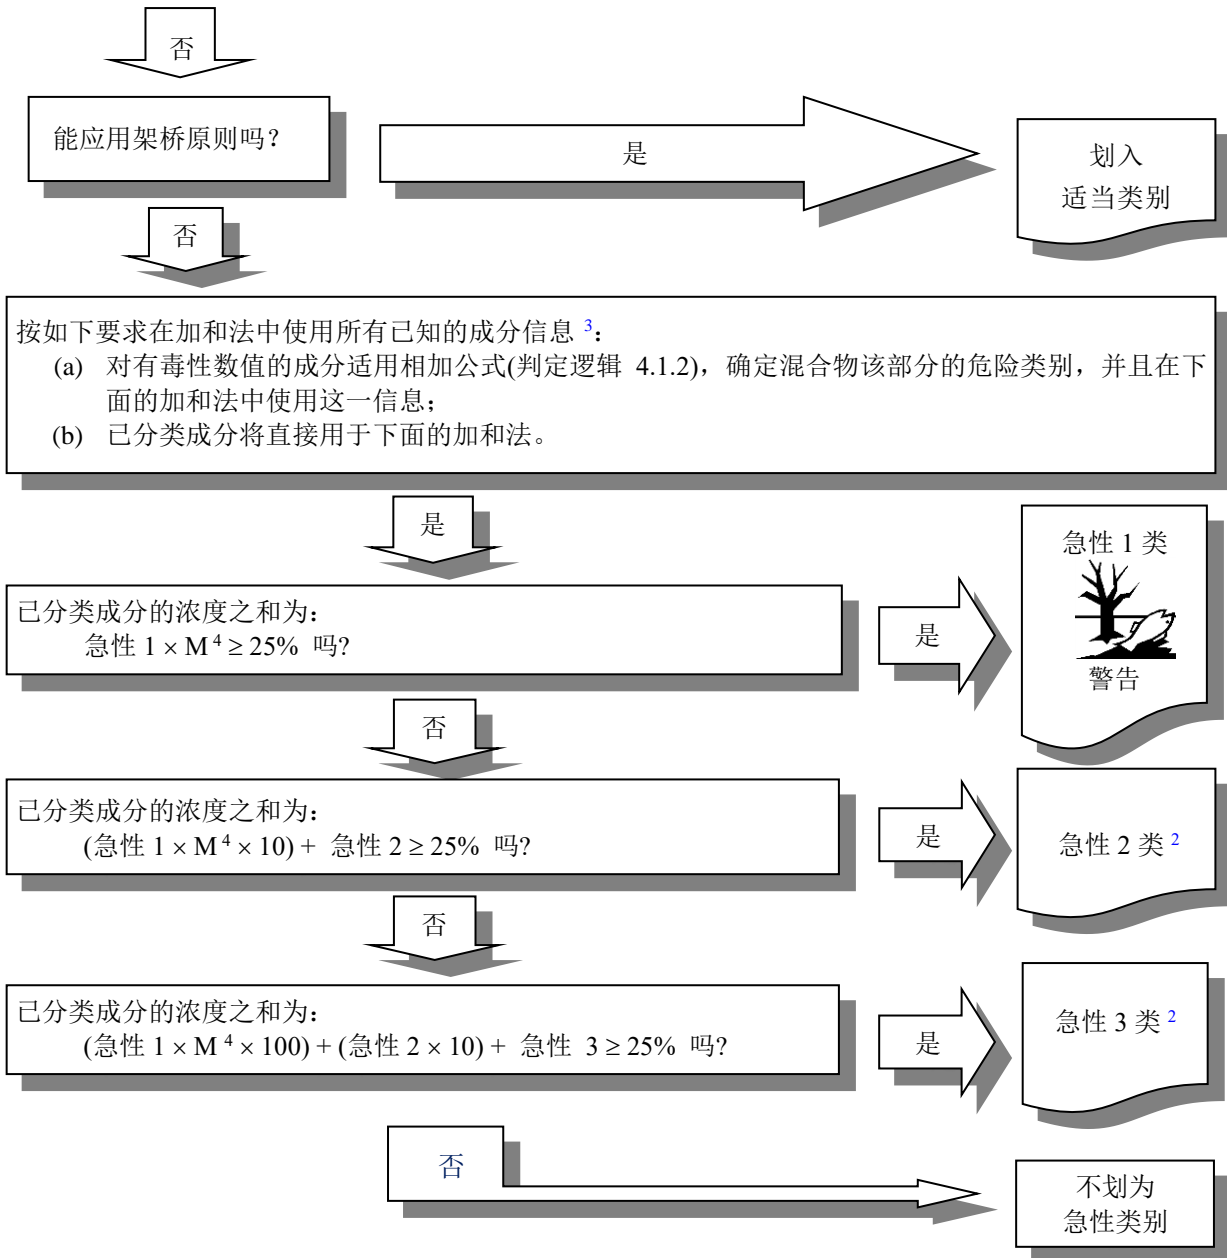 否
能应用架桥原则吗？
是
划入
适当类别
否
按如下要求在加和法中使用所有已知的成分信息 3：
(a) 对有毒性数值的成分适用相加公式(判定逻辑 4.1.2)，确定混合物该部分的危险类别，并且在下
面的加和法中使用这一信息；
(b) 已分类成分将直接用于下面的加和法。
是
已分类成分的浓度之和为：
急性 1 × M 4 ≥ 25% 吗?
是
急性 1 类
警告
否
已分类成分的浓度之和为：
(急性 1 × M 4 × 10) + 急性 2 ≥ 25% 吗?
是
急性 2 类 2
否
已分类成分的浓度之和为：
(急性 1 × M 4 × 100) + (急性 2 × 10) + 急性 3 ≥ 25% 吗?
是
急性 3 类 2
否
不划为
急性类别